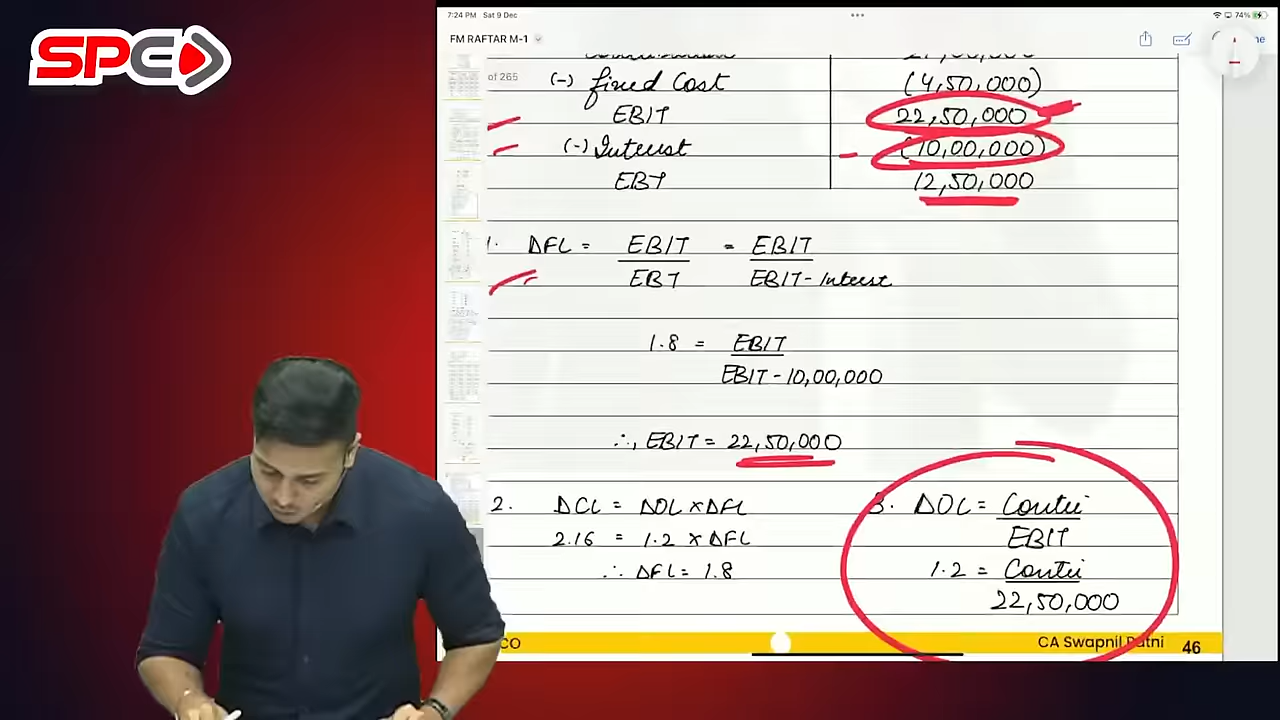 SPC
7:24 PM Sat 9 Dec
74%
FM RAFTAR M-1
of 265
(-) fixed Cost (4,50,000)
EBIT 22,50,000
(-) Interest (10,00,000)
EBT 12,50,000
1. DFL = EBIT = EBIT
EBT EBIT - Interest
1.8 = EBIT
EBIT - 10,00,000
∴, EBIT = 22,50,000
2. DCL = DOL x DFL
2.16 = 1.2 x DFL
∴ DFL = 1.8
3. DOL = Contri
EBIT
1.2 = Contri
22,50,000
CO
CA Swapnil Patni 46